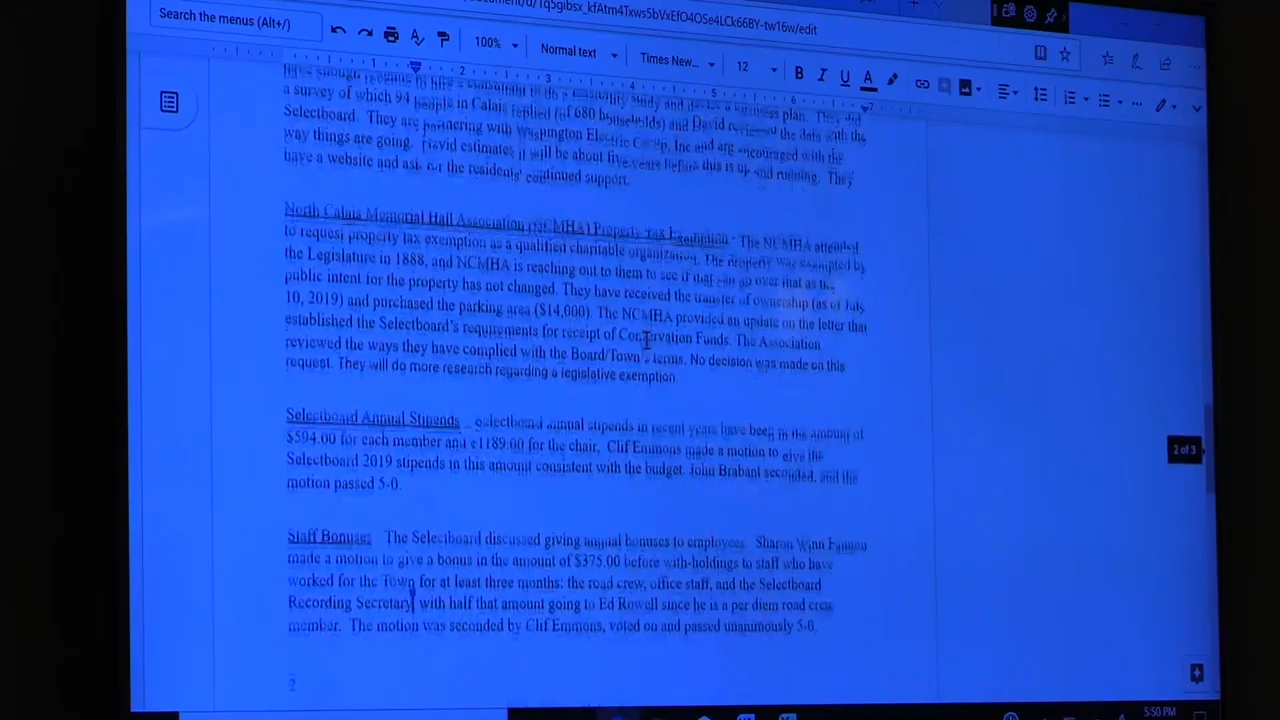 Search the menus (Alt+/)
100%
Normal text
Times New...
12
a survey of which 94 people in Calais replied (of 680 households) and David reviewed the data with the
Selectboard. They are partnering with Washington Electric Co-op, Inc and are encouraged with the
way things are going. David estimates it will be about five years before this is up and running. They
have a website and ask for the residents' continued support.
North Calais Memorial Hall Association (NCMHA) Property Tax Exemption - The NCMHA attended
to request property tax exemption as a qualified charitable organization. The property was exempted by
the Legislature in 1888, and NCMHA is reaching out to them to see if that can go over that as the
public intent for the property has not changed. They have received the transfer of ownership (as of July
10, 2019) and purchased the parking area ($14,000). The NCMHA provided an update on the letter that
established the Selectboard's requirements for receipt of Conservation Funds. The Association
reviewed the ways they have complied with the Board/Town's terms. No decision was made on this
request. They will do more research regarding a legislative exemption
Selectboard Annual Stipends - Selectboard annual stipends in recent years have been in the amount of
$594.00 for each member and $1189.00 for the chair. Clif Emmons made a motion to give the
Selectboard 2019 stipends in this amount consistent with the budget. John Brabant seconded, and the
motion passed 5-0.
Staff Bonuses The Selectboard discussed giving annual bonuses to employees. Sharon Winn Fannon
made a motion to give a bonus in the amount of $375.00 before with-holdings to staff who have
worked for the Town for at least three months: the road crew, office staff, and the Selectboard
Recording Secretary with half that amount going to Ed Rowell since he is a per diem road crew
member. The motion was seconded by Clif Emmons, voted on and passed unanimously 5-0.
2
2 of 3
5:50 PM